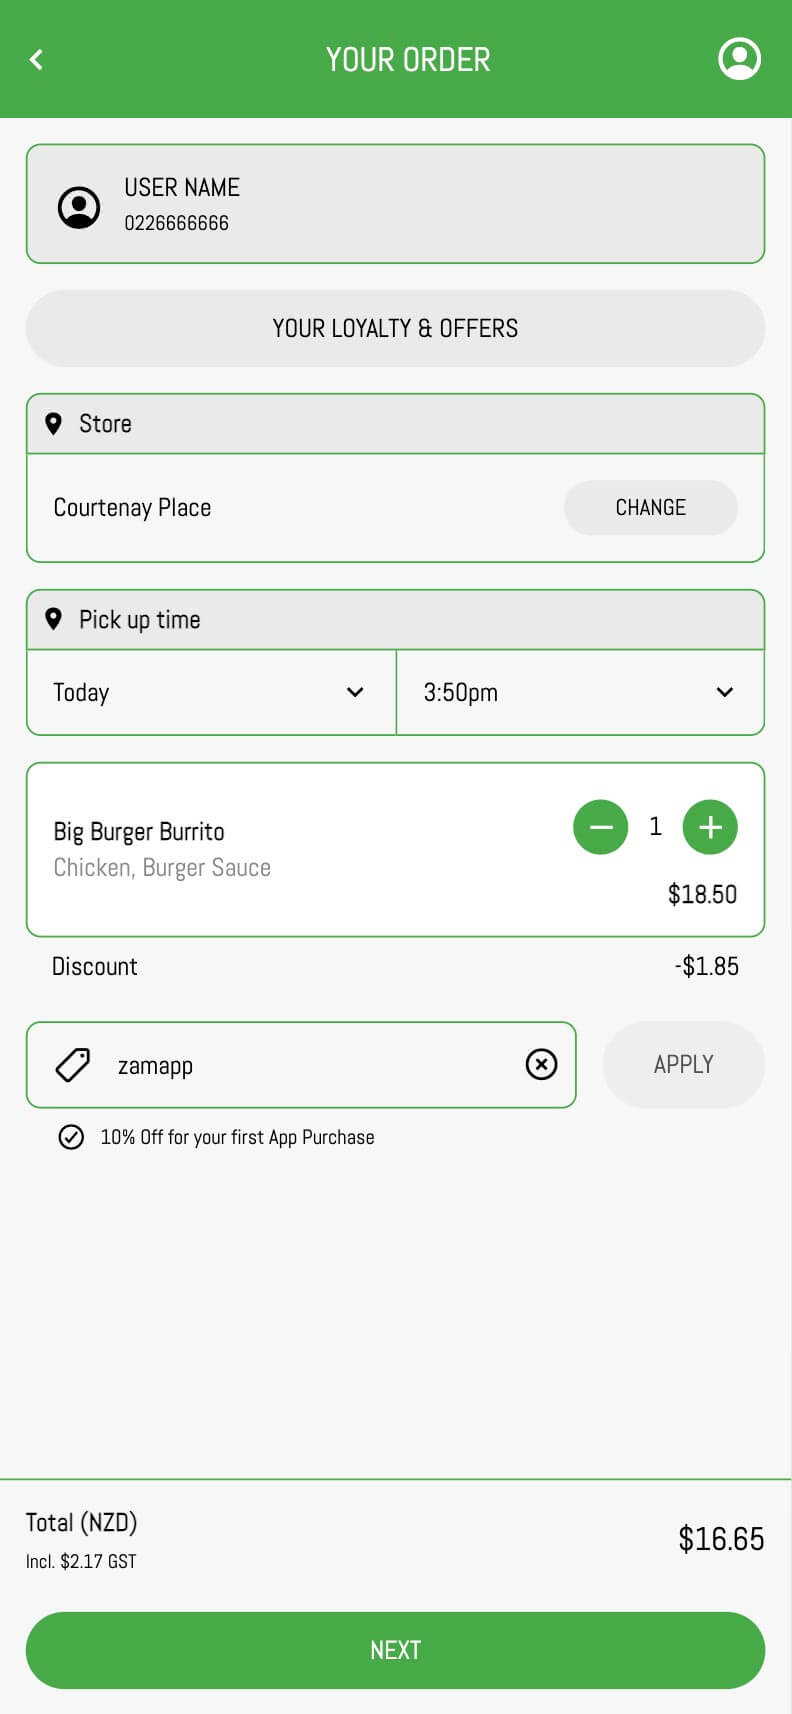 YOUR ORDER
USER NAME
0226666666
YOUR LOYALTY & OFFERS
Store
Courtenay Place
CHANGE
Pick up time
Today
3:50pm
Big Burger Burrito
Chicken, Burger Sauce
1
$18.50
Discount
-$1.85
zamapp
APPLY
10% Off for your first App Purchase
Total (NZD)
Incl. $2.17 GST
$16.65
NEXT